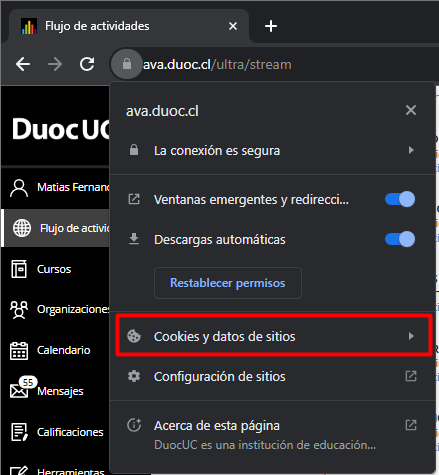 Flujo de actividades
ava.duoc.cl/ultra/stream
ava.duoc.cl
DuocUC
La conexión es segura
Matias Fernand
Ventanas emergentes y redirecci...
Flujo de activid
Descargas automáticas
Cursos
Restablecer permisos
Organizaciones
Cookies y datos de sitios
Calendario
Configuración de sitios
55
Mensajes
Calificaciones
Acerca de esta página
DuocUC es una institución de educación...
Herramientas